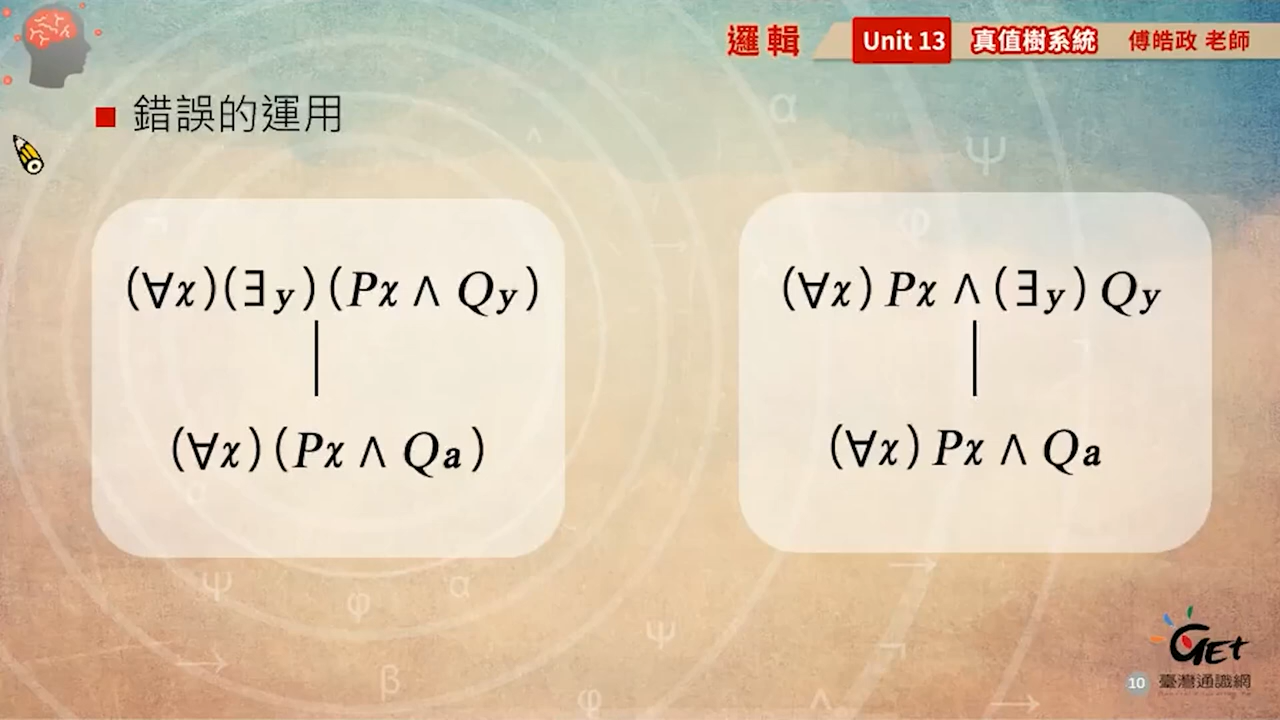 邏輯 Unit 13 真值樹系統 傅皓政 老師
錯誤的運用
(∀x)(∃y)(Px ∧ Qy)
(∀x)(Px ∧ Qa)
(∀x) Px ∧ (∃y) Qy
(∀x) Px ∧ Qa
GEt
10 臺灣通識網